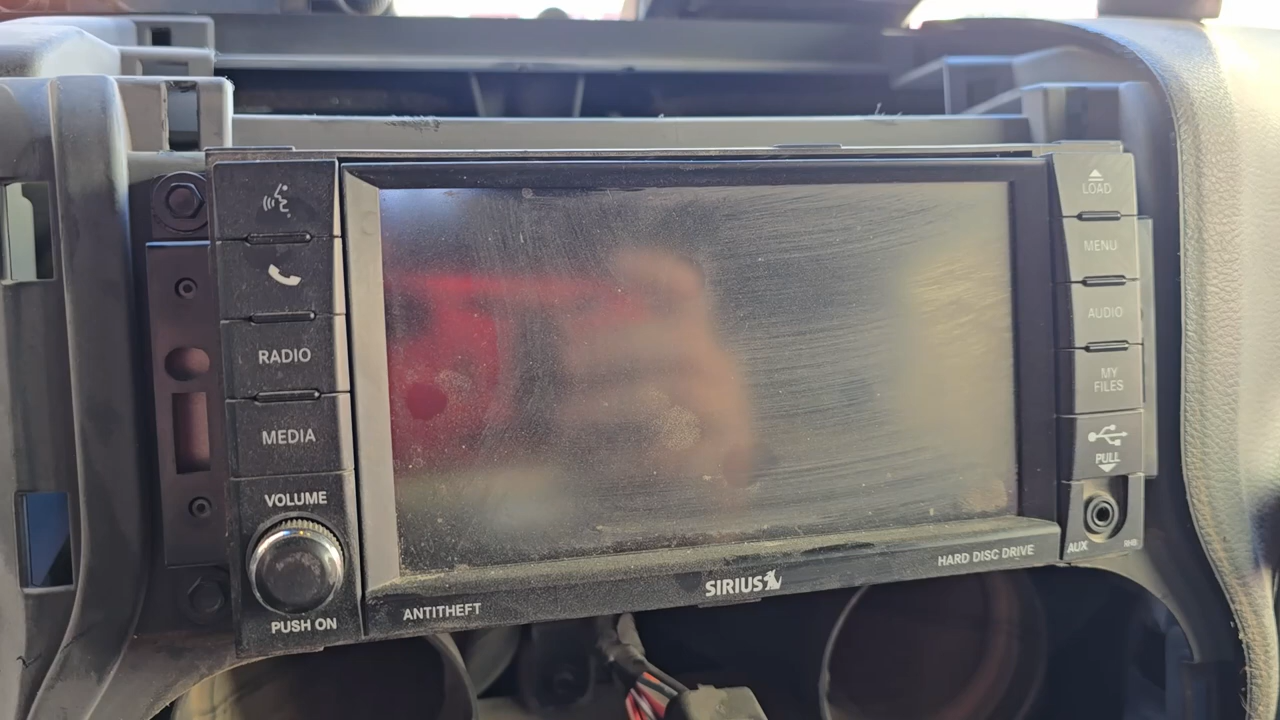 RADIO
MEDIA
VOLUME
PUSH ON
ANTITHEFT
SIRIUS
HARD DISC DRIVE
LOAD
MENU
AUDIO
MY
FILES
PULL
AUX